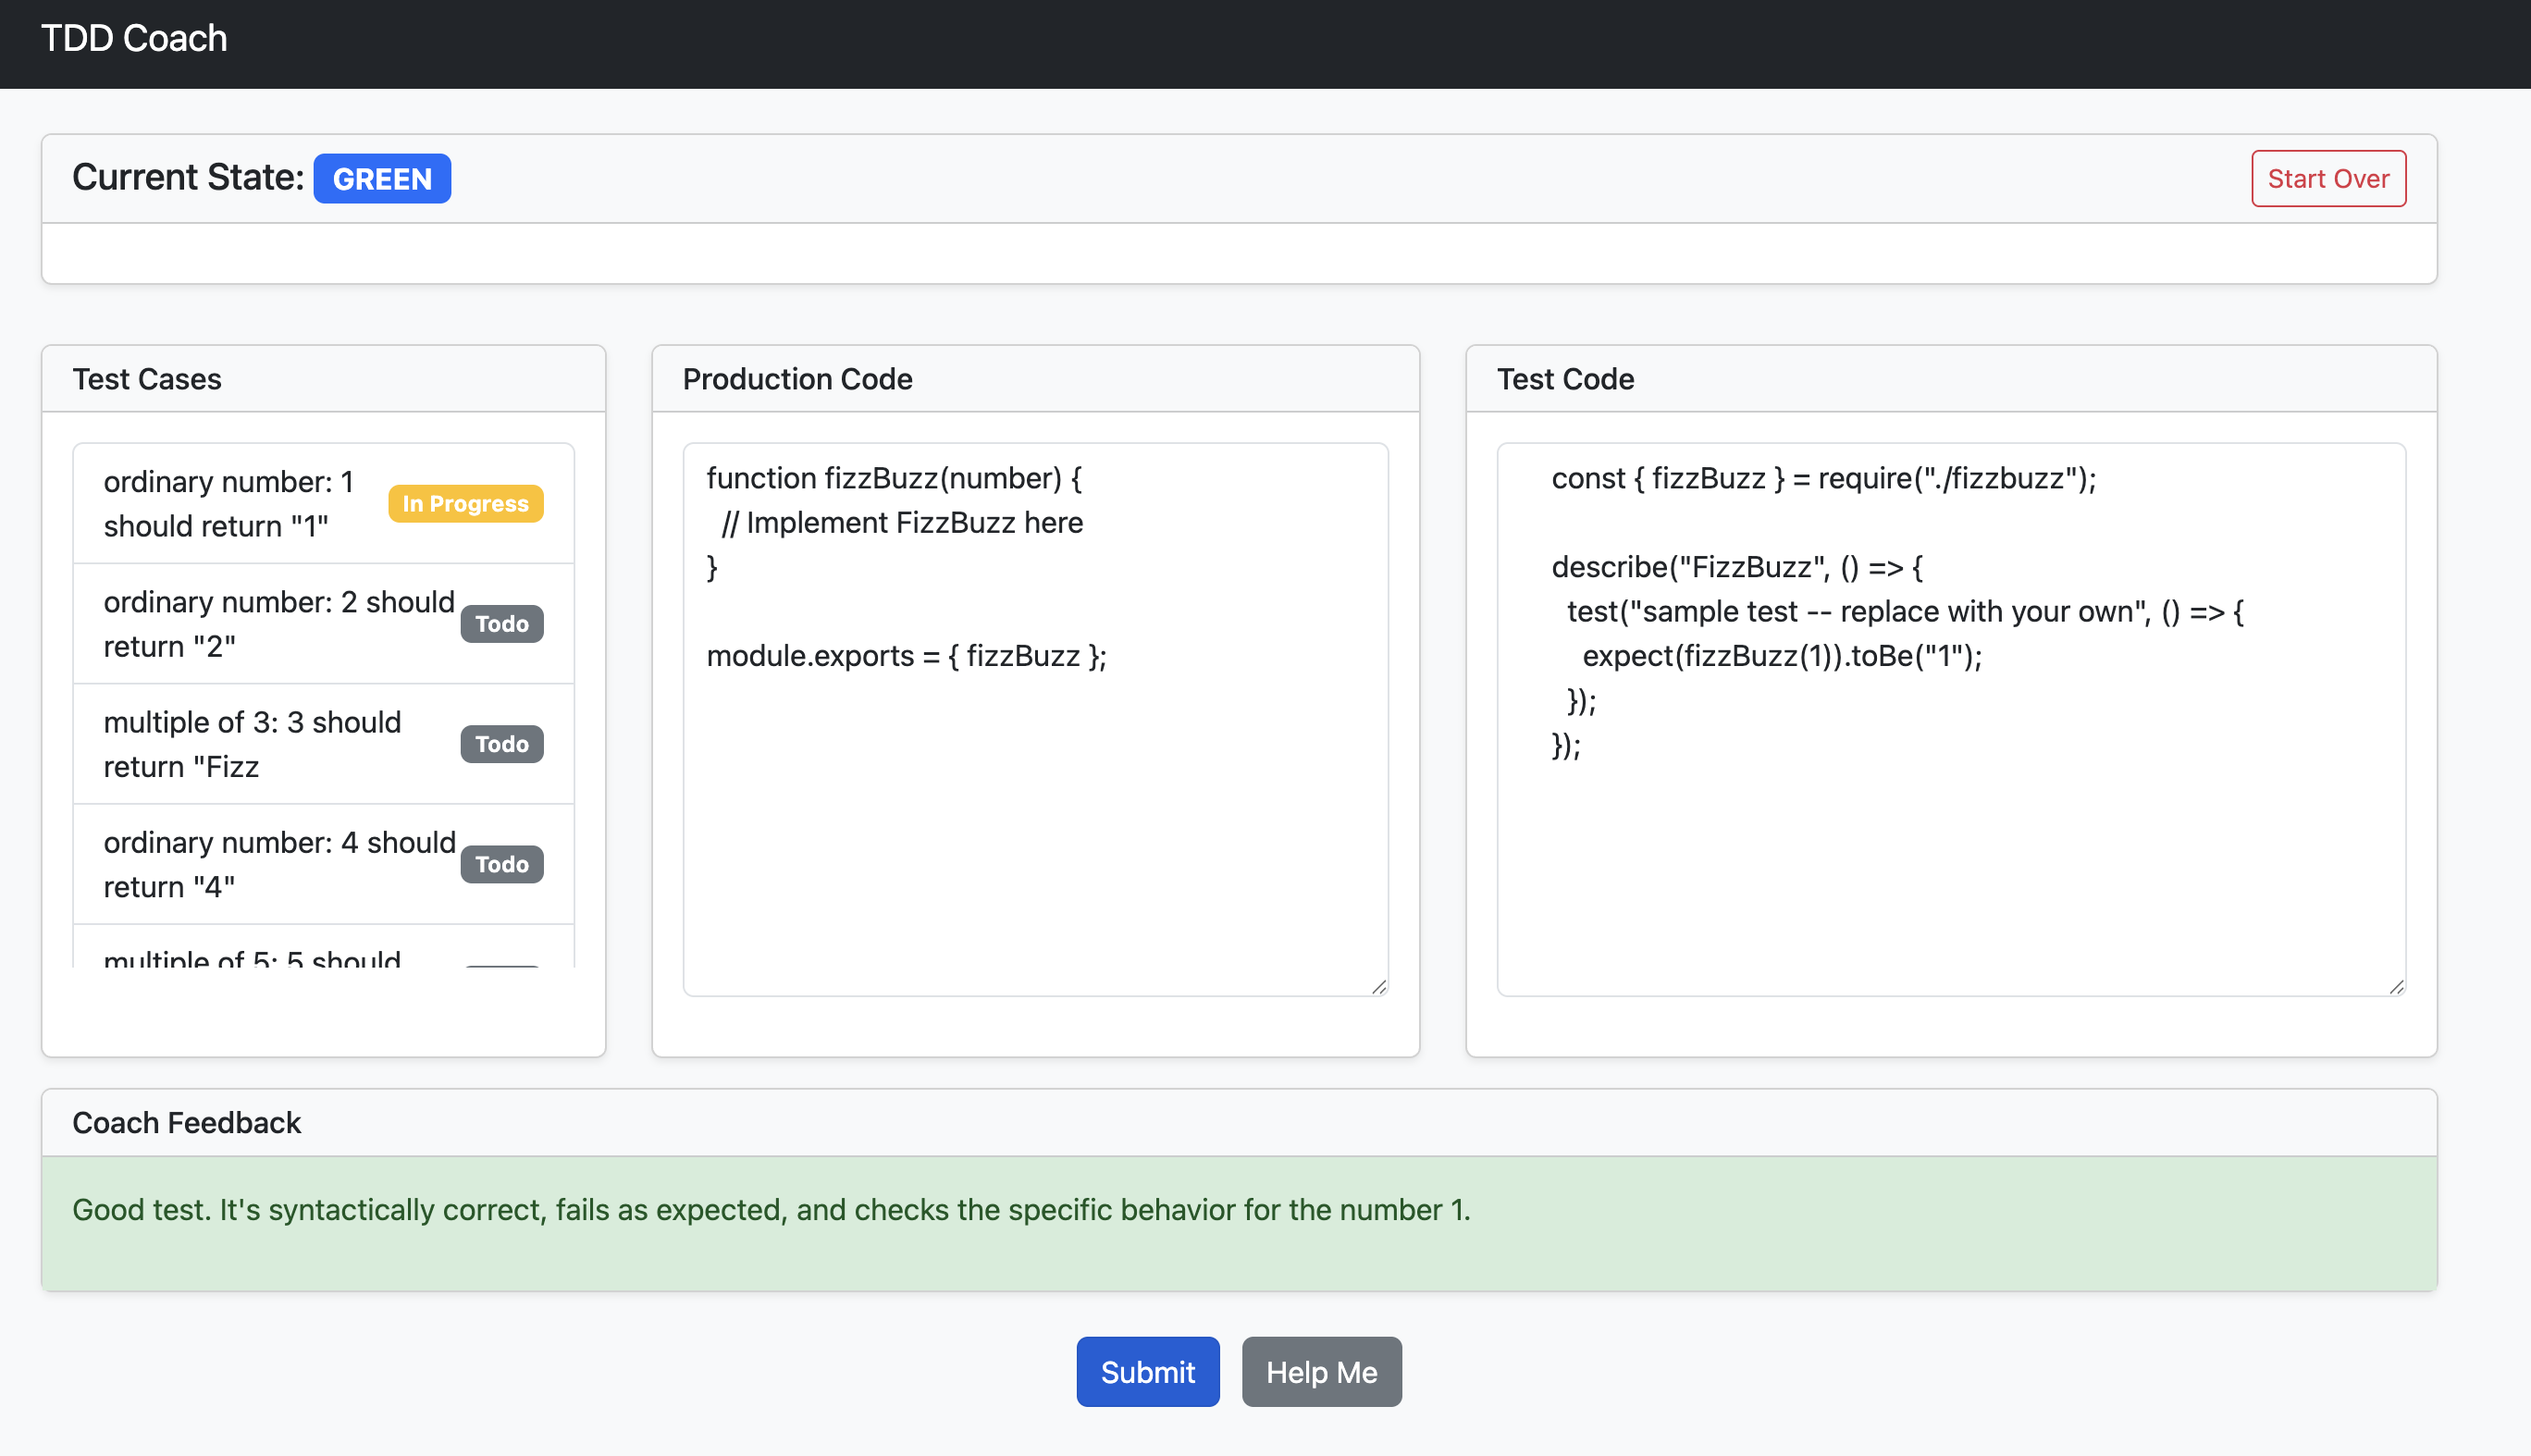 TDD Coach
Current State: GREEN
Start Over
Test Cases
ordinary number: 1
should return "1"
In Progress
ordinary number: 2 should
return "2"
Todo
multiple of 3: 3 should
return "Fizz
Todo
ordinary number: 4 should
return "4"
Todo
multiple of 5: 5 should
Production Code
function fizzBuzz(number) {
  // Implement FizzBuzz here
}
module.exports = { fizzBuzz };
Test Code
const { fizzBuzz } = require("./fizzbuzz");
describe("FizzBuzz", () => {
  test("sample test -- replace with your own", () => {
    expect(fizzBuzz(1)).toBe("1");
  });
});
Coach Feedback
Good test. It's syntactically correct, fails as expected, and checks the specific behavior for the number 1.
Submit
Help Me